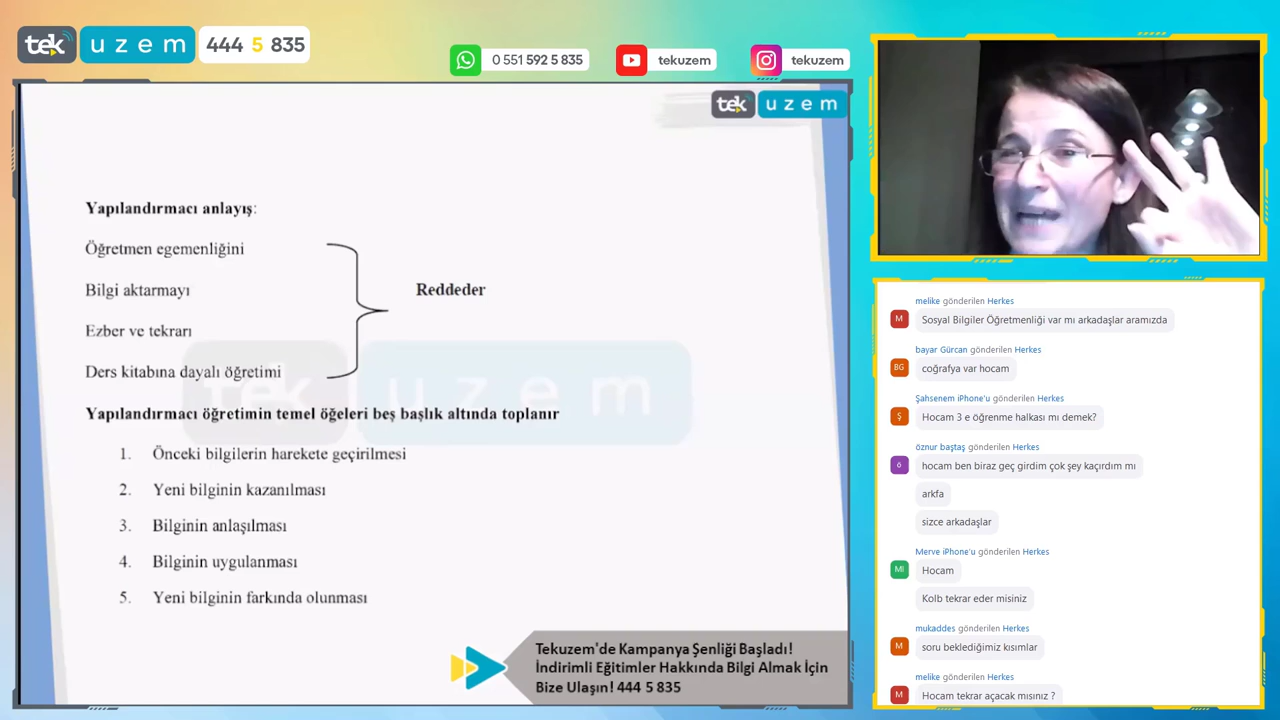 tek uzem 444 5 835
0 551 592 5 835
tekuzem
tekuzem
tek uzem
Yapılandırmacı anlayış:
Öğretmen egemenliğini
Bilgi aktarmayı
Reddeder
Ezber ve tekrarı
Ders kitabına dayalı öğretimi
tek uzem
Yapılandırmacı öğretimin temel öğeleri beş başlık altında toplanır
1. Önceki bilgilerin harekete geçirilmesi
2. Yeni bilginin kazanılması
3. Bilginin anlaşılması
4. Bilginin uygulanması
5. Yeni bilginin farkında olunması
Tekuzem'de Kampanya Şenliği Başladı!
İndirimli Eğitimler Hakkında Bilgi Almak İçin
Bize Ulaşın! 444 5 835
melike gönderilen Herkes
M
Sosyal Bilgiler Öğretmenliği var mı arkadaşlar aramızda
bayar Gürcan gönderilen Herkes
BG
coğrafya var hocam
Şahsenem iPhone'u gönderilen Herkes
Ş
Hocam 3 e öğrenme halkası mı demek?
öznur baştaş gönderilen Herkes
ö
hocam ben biraz geç girdim çok şey kaçırdım mı
arkfa
sizce arkadaşlar
Merve iPhone'u gönderilen Herkes
MI
Hocam
Kolb tekrar eder misiniz
mukaddes gönderilen Herkes
M
soru beklediğimiz kısımlar
melike gönderilen Herkes
M
Hocam tekrar açacak mısınız ?